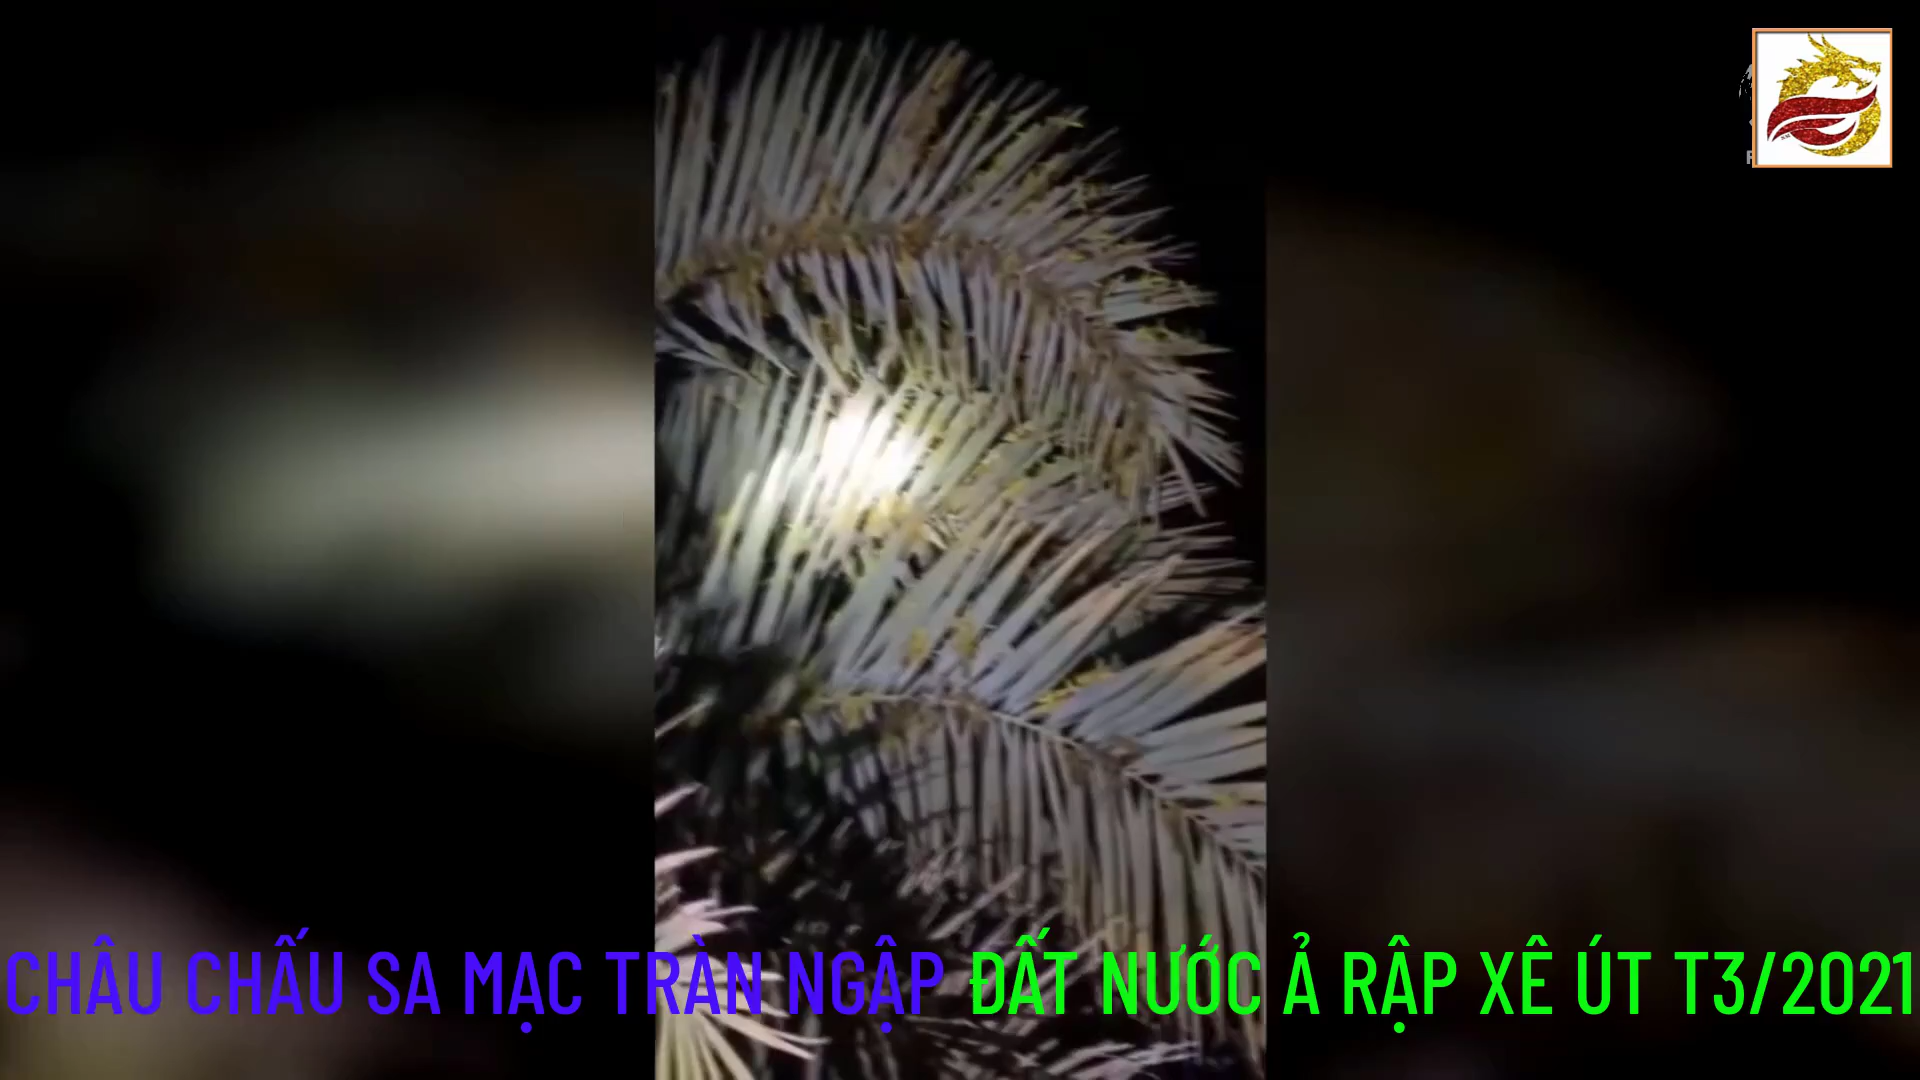 CHÂU CHẤU SA MẠC TRÀN NGẬP ĐẤT NƯỚC Ả RẬP XÊ ÚT T3/2021